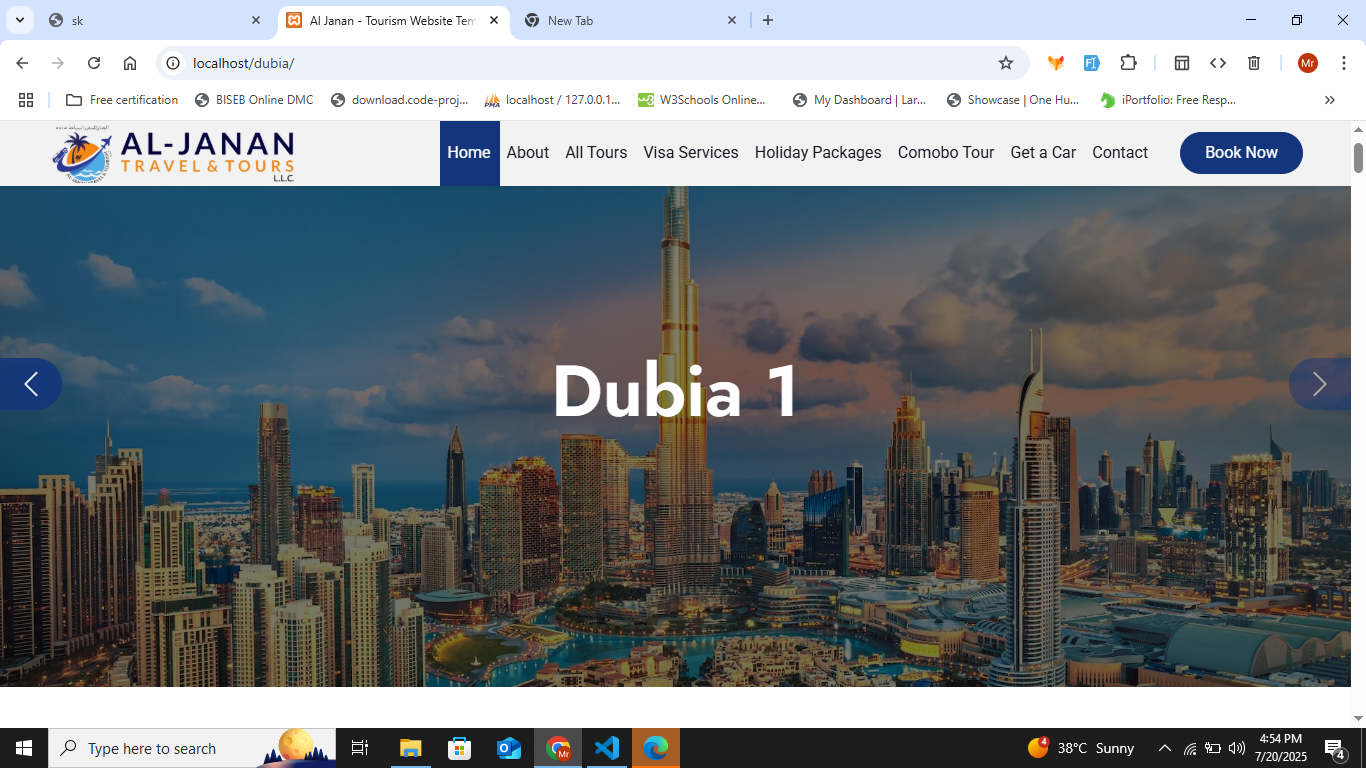 sk
Al Janan - Tourism Website Tem
New Tab
localhost/dubia/
Mr
Free certification
BISEB Online DMC
download.code-proj...
localhost / 127.0.0.1...
W3Schools Online...
My Dashboard | Lar...
Showcase | One Hu...
iPortfolio: Free Resp...
AL-JANAN
TRAVEL & TOURS
L.L.C.
Home
About
All Tours
Visa Services
Holiday Packages
Comobo Tour
Get a Car
Contact
Book Now
Dubia 1
Type here to search
Mr
4
38°C Sunny
4:54 PM
7/20/2025
4